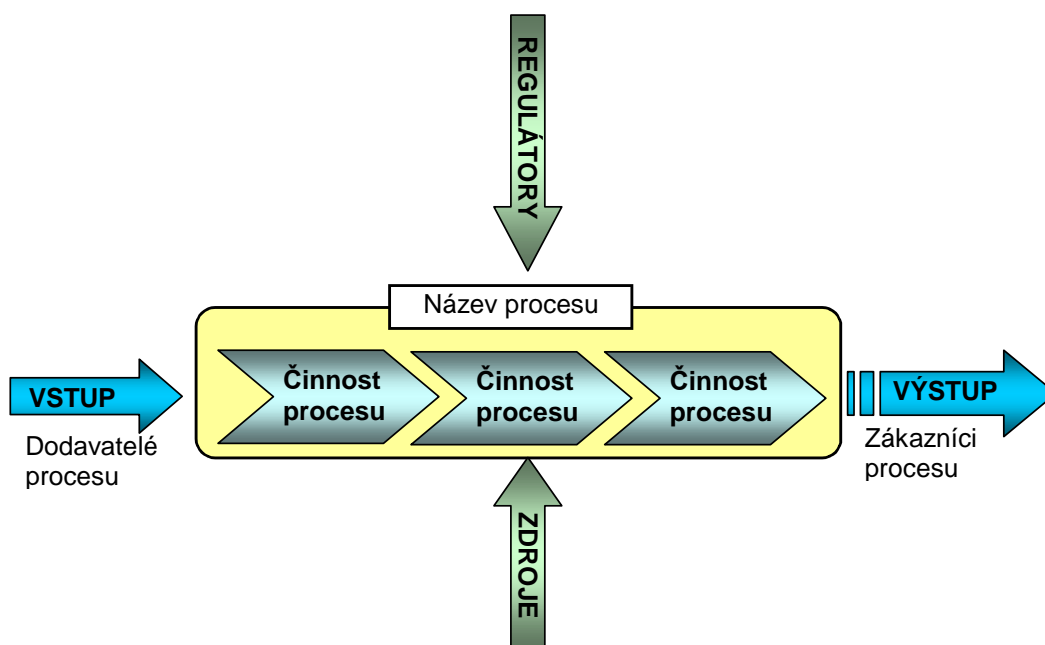 REGULÁTORY
Název procesu
VSTUP
Dodavatelé
procesu
Činnost
procesu
Činnost
procesu
Činnost
procesu
VÝSTUP
Zákazníci
procesu
ZDROJE